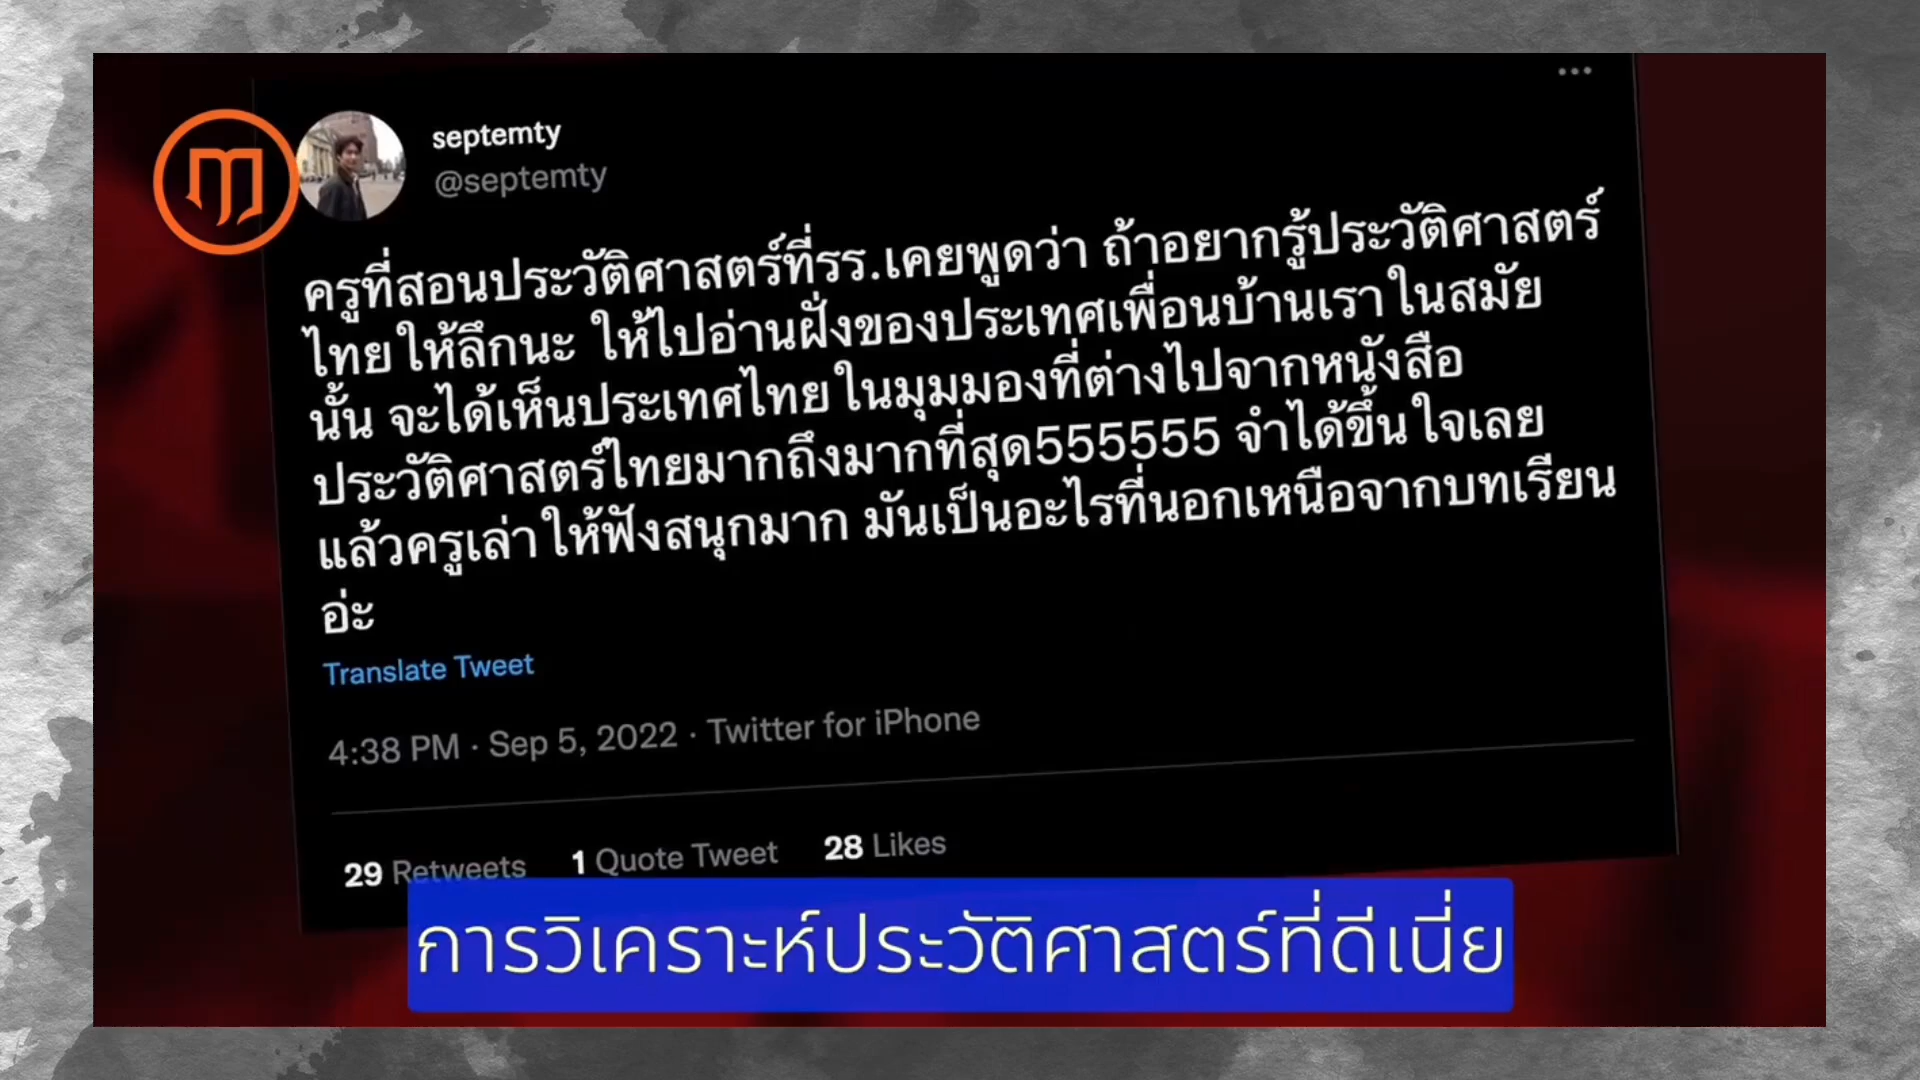 septemty
@septemty
ครูที่สอนประวัติศาสตร์ที่รร.เคยพูดว่า ถ้าอยากรู้ประวัติศาสตร์
ไทยให้ลึกนะ ให้ไปอ่านฝั่งของประเทศเพื่อนบ้านเราในสมัย
นั้น จะได้เห็นประเทศไทยในมุมมองที่ต่างไปจากหนังสือ
ประวัติศาสตร์ไทยมากถึงมากที่สุด555555 จำได้ขึ้นใจเลย
แล้วครูเล่าให้ฟังสนุกมาก มันเป็นอะไรที่นอกเหนือจากบทเรียน
อ่ะ
Translate Tweet
4:38 PM · Sep 5, 2022 · Twitter for iPhone
29 Retweets 1 Quote Tweet 28 Likes
การวิเคราะห์ประวัติศาสตร์ที่ดีเนี่ย